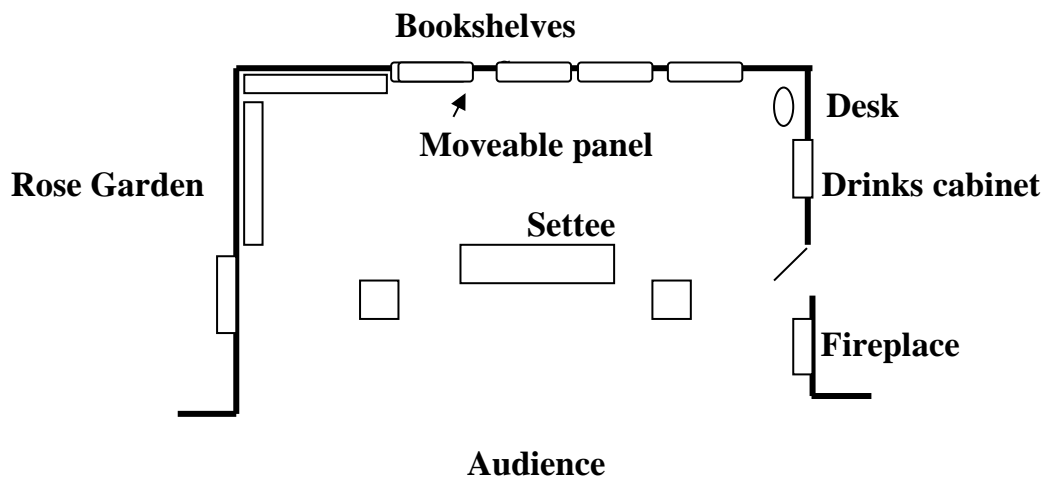 Bookshelves
Desk
Moveable panel
Rose Garden
Drinks cabinet
Settee
Fireplace
Audience